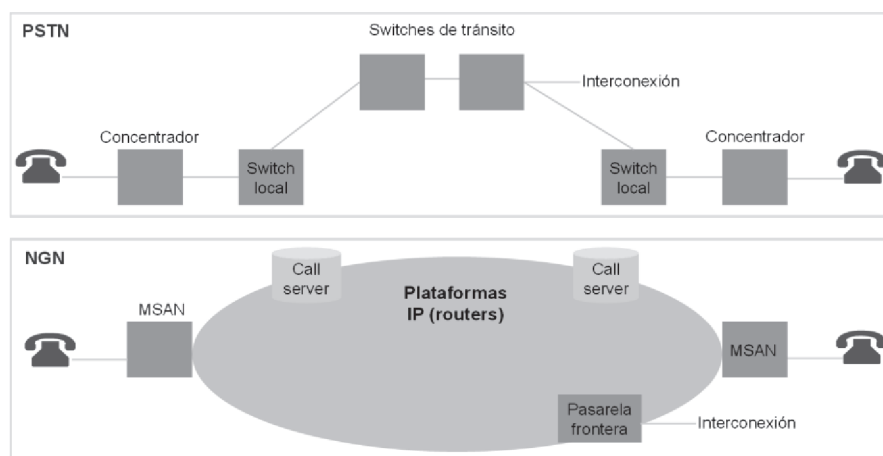 PSTN
Switches de tránsito
Interconexión
Concentrador
Concentrador
Switch
local
Switch
local
NGN
Call
server
Call
server
Plataformas
IP (routers)
MSAN
MSAN
Pasarela
frontera
Interconexión